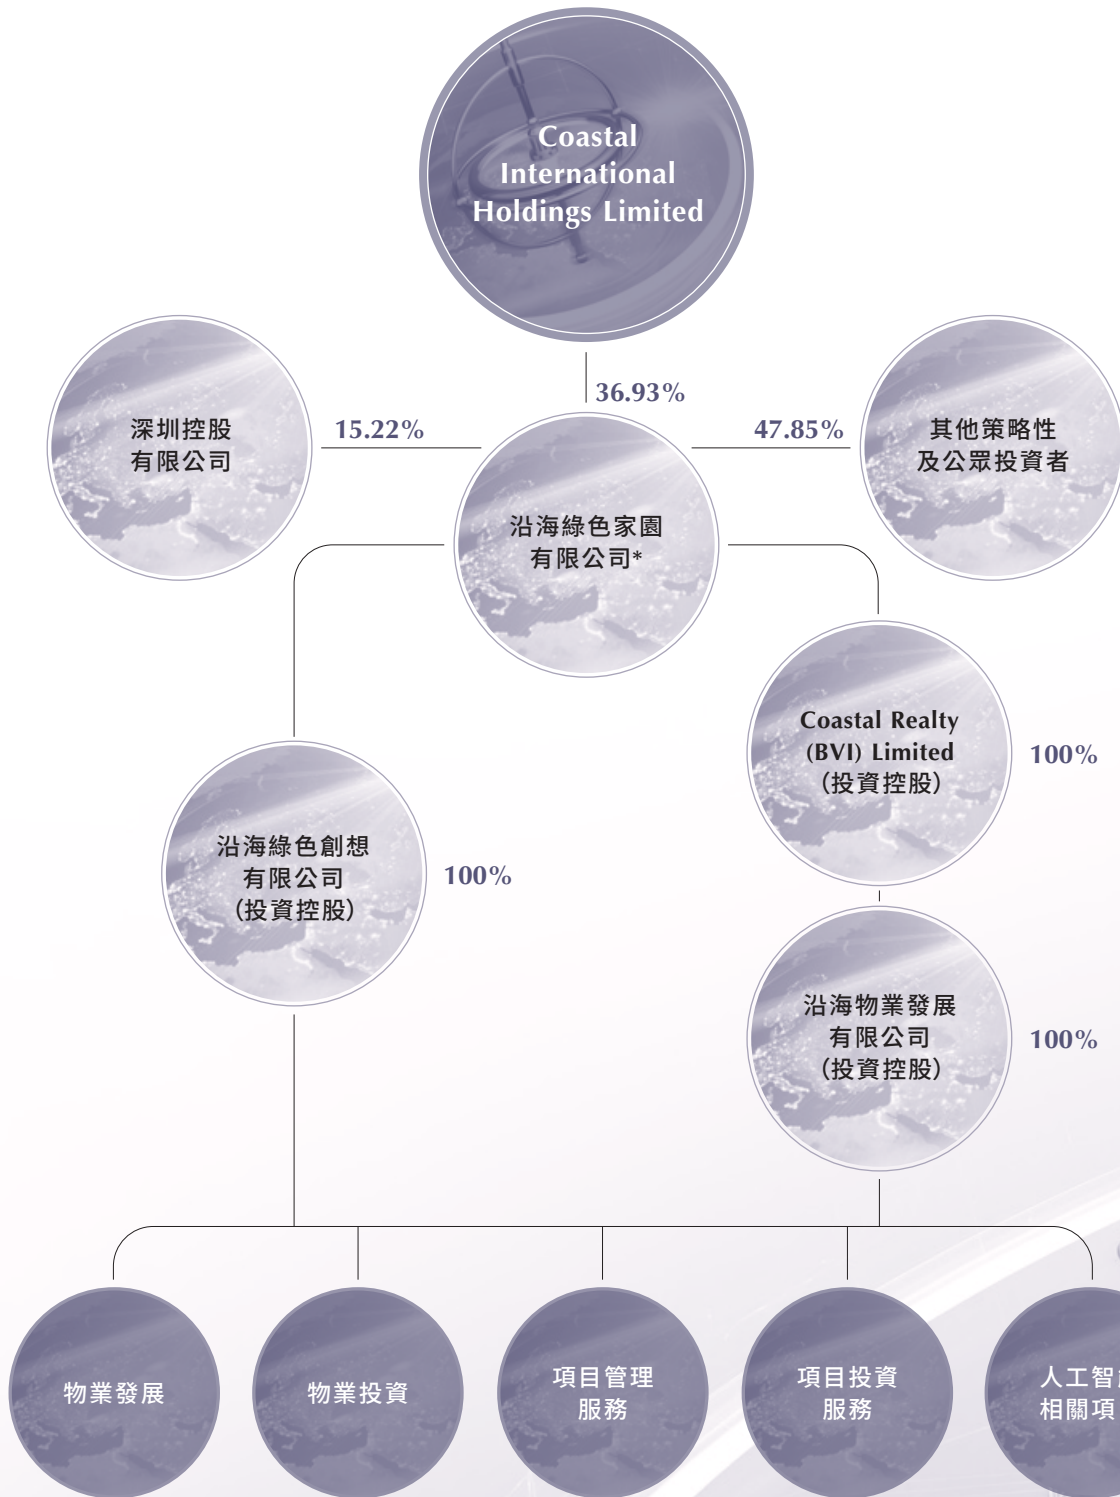 Coastal
International
Holdings Limited
36.93%
深圳控股
有限公司
15.22%
47.85%
其他策略性
及公眾投資者
沿海綠色家園
有限公司*
Coastal Realty
(BVI) Limited
（投資控股）
100%
沿海綠色創想
有限公司
（投資控股）
100%
沿海物業發展
有限公司
（投資控股）
100%
物業發展
物業投資
項目管理
服務
項目投資
服務
人工智
相關項